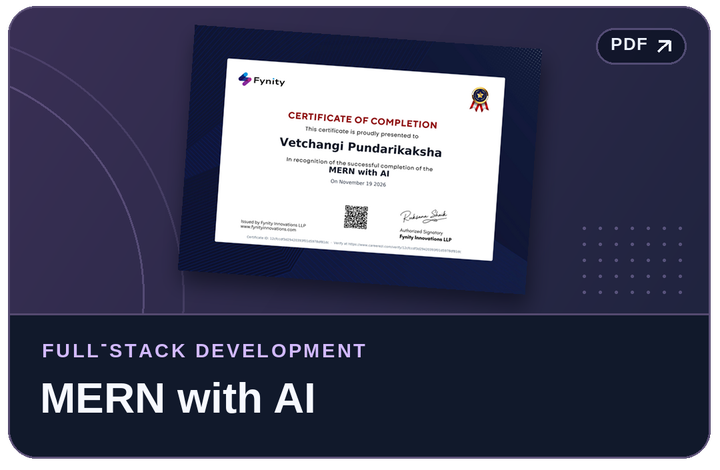 PDF
Fynity
CERTIFICATE OF COMPLETION
This certificate is proudly presented to
Vetchangi Pundarikaksha
In recognition of the successful completion of the
MERN with AI
On November 19 2026
Issued by Fynity Innovations LLP
www.fynityinnovations.com
Authorized Signatory
Fynity Innovations LLP
FULL-STACK DEVELOPMENT
MERN with AI